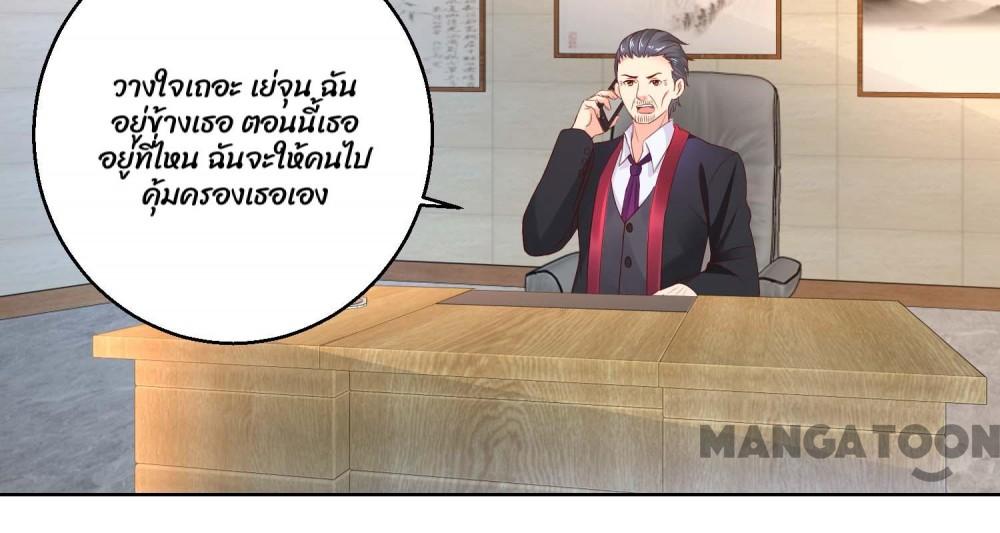 วางใจเถอะ เย่จุน ฉัน
อยู่ข้างเธอ ตอนนี้เธอ
อยู่ที่ไหน ฉันจะให้คนไป
คุ้มครองเธอเอง
MANGATOON